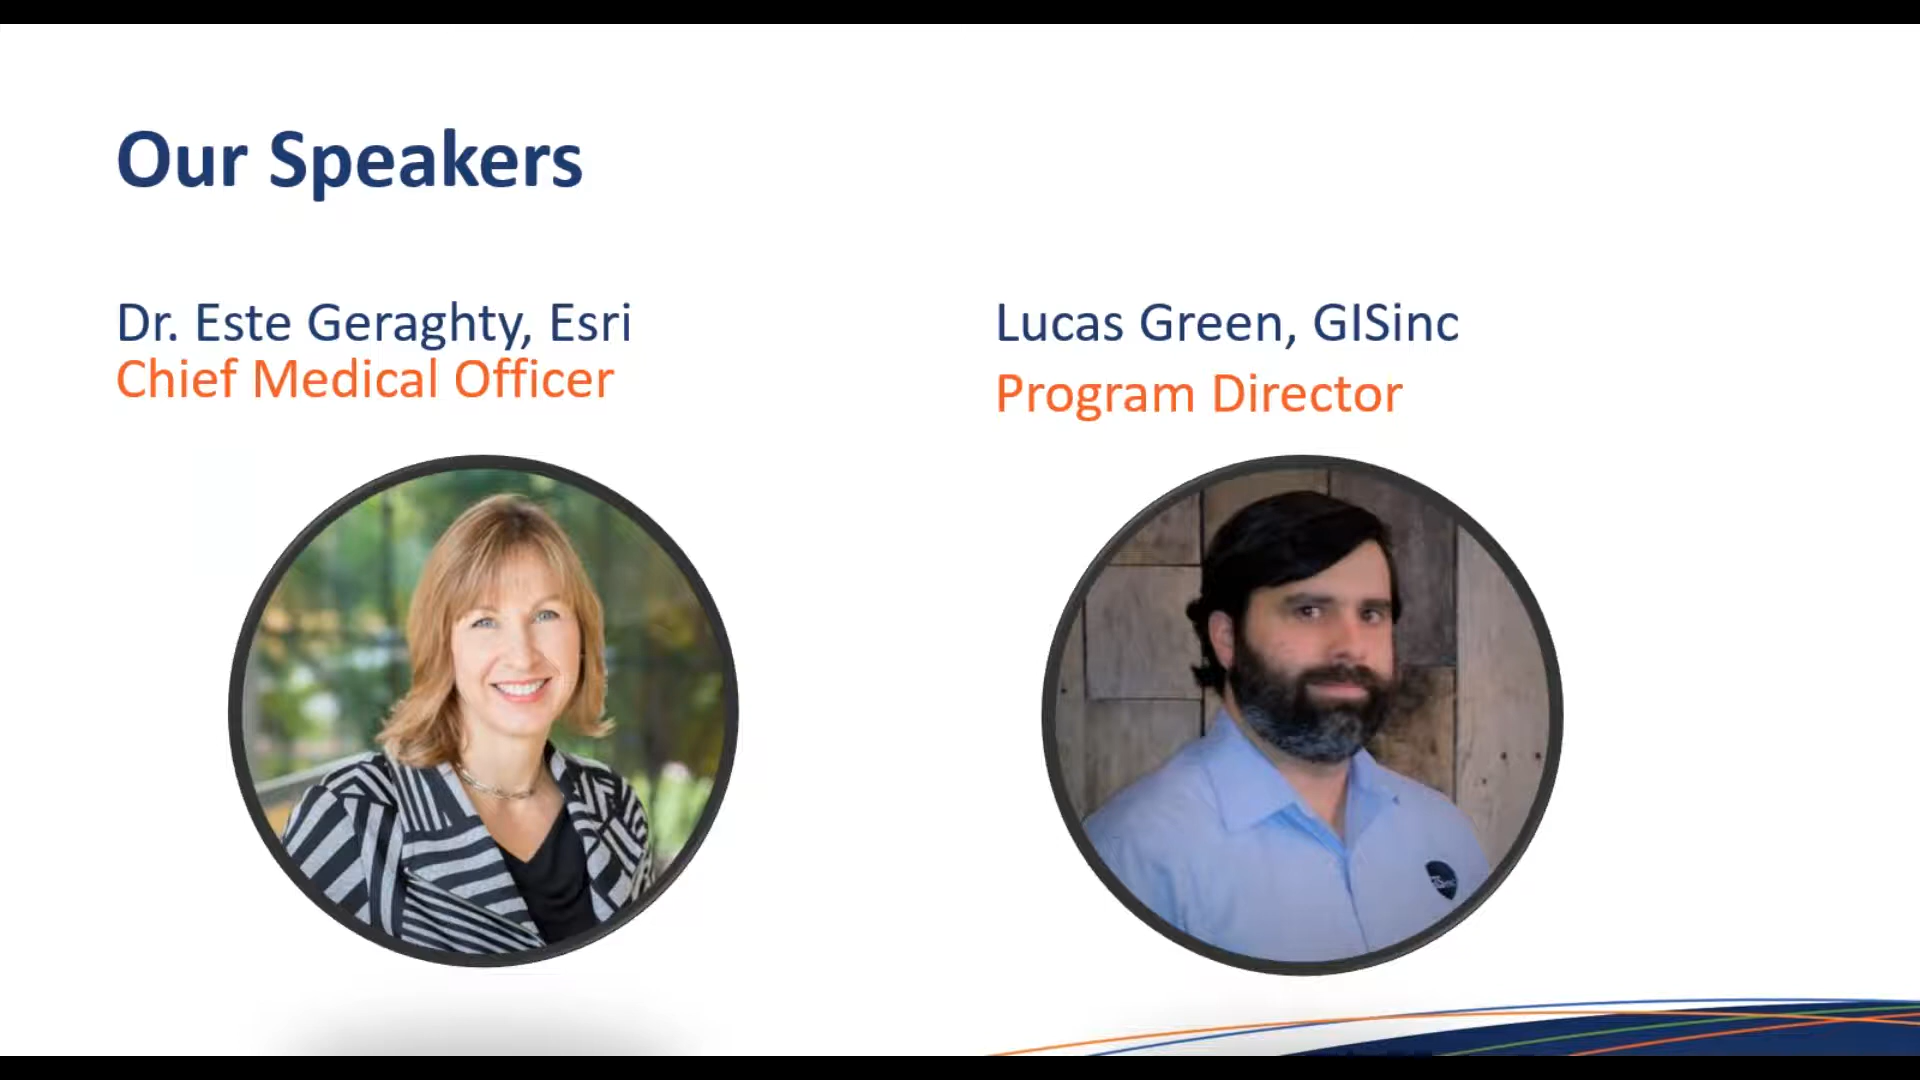 Our Speakers
Dr. Este Geraghty, Esri
Chief Medical Officer
Lucas Green, GISinc
Program Director